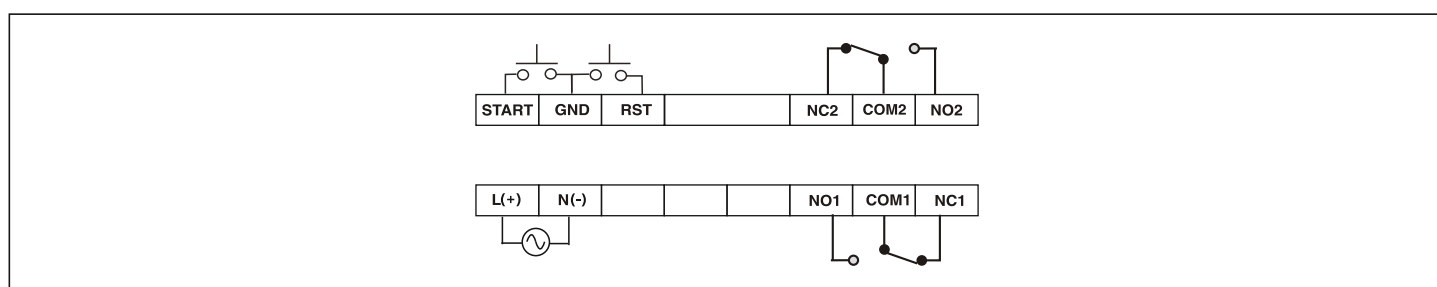 START GND RST NC2 COM2 NO2
L(+) N(-) NO1 COM1 NC1